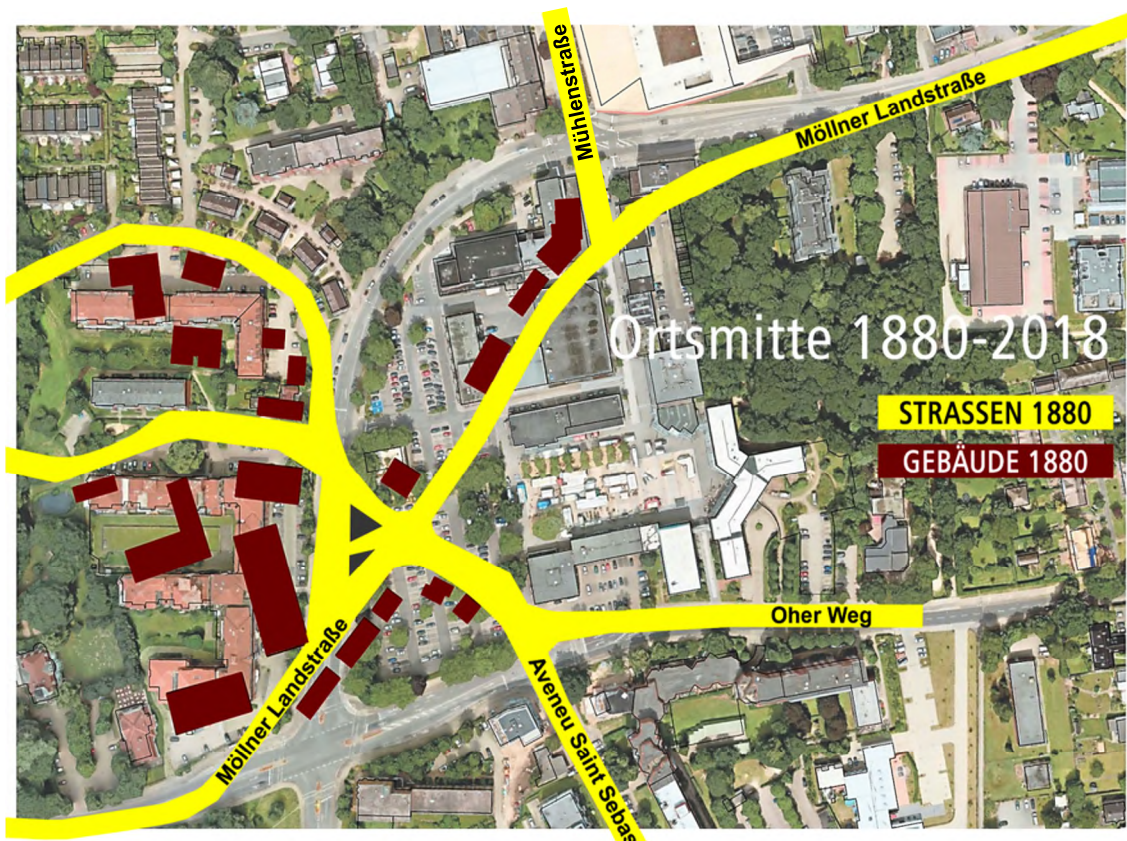 Mühlenstraße
Möllner Landstraße
Ortsmitte 1880-2018
STRASSEN 1880
GEBÄUDE 1880
Oher Weg
Möllner Landstraße
Aveneu Saint Sebas